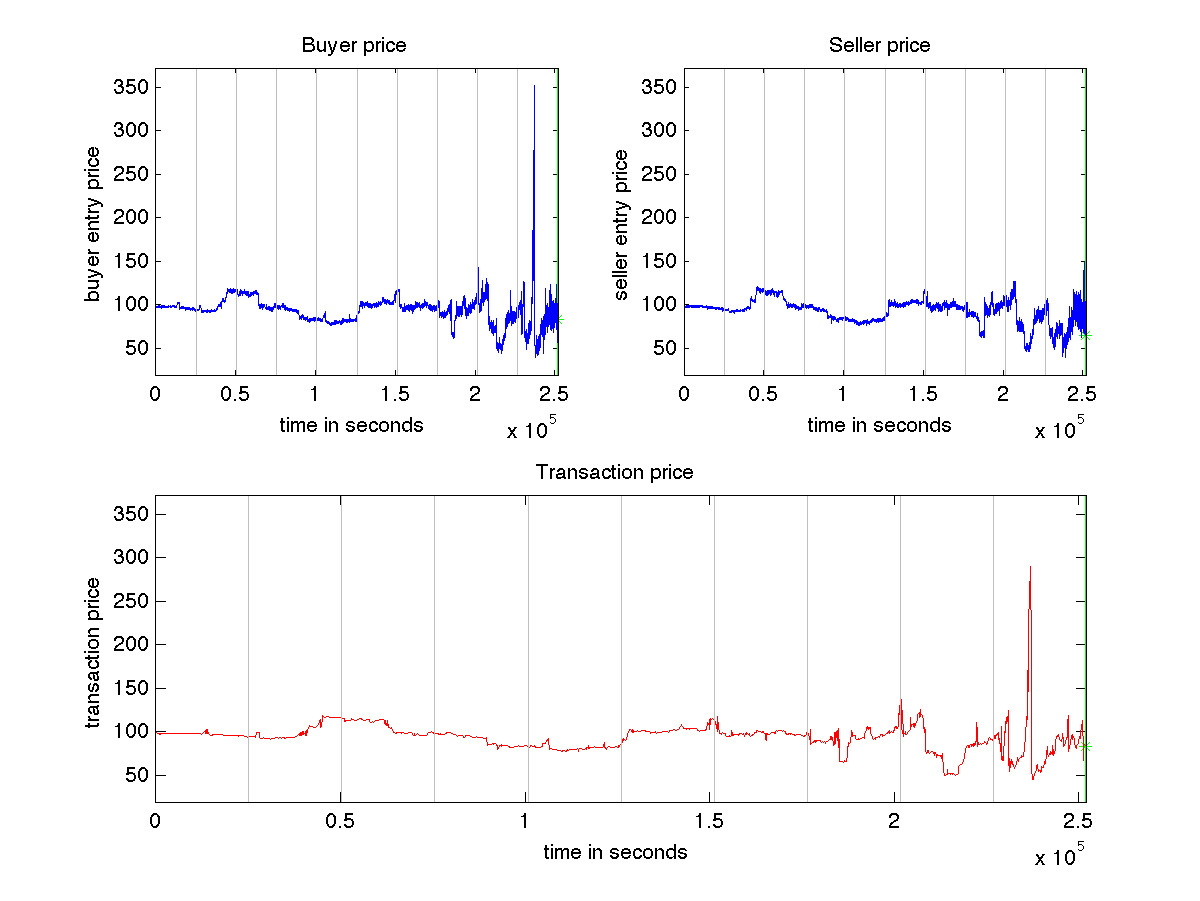 Buyer price
350
300
250
200
150
100
50
buyer entry price
0 0.5 1 1.5 2 2.5
time in seconds
x 10^5
Seller price
350
300
250
200
150
100
50
seller entry price
0 0.5 1 1.5 2 2.5
time in seconds
x 10^5
Transaction price
350
300
250
200
150
100
50
transaction price
0 0.5 1 1.5 2 2.5
time in seconds
x 10^5